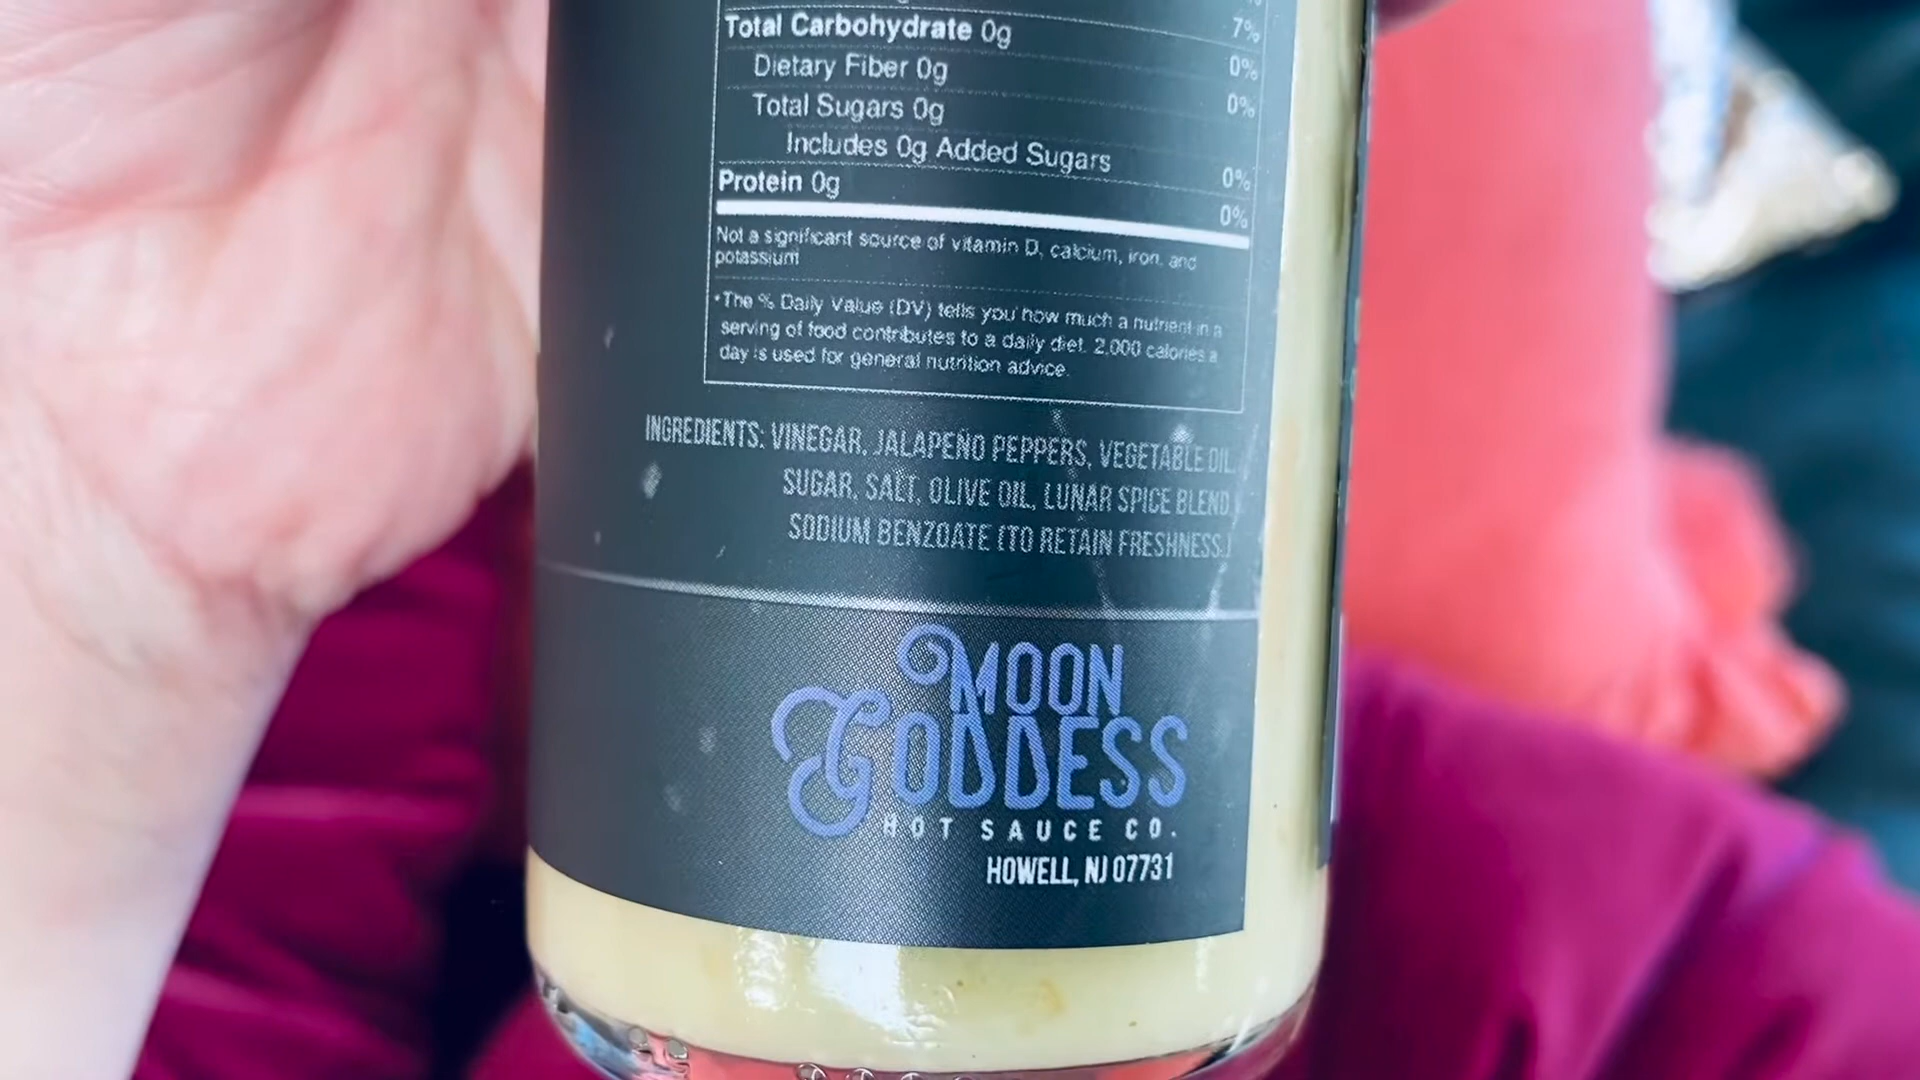 7%
Total Carbohydrate 0g 0%
Dietary Fiber 0g 0%
Total Sugars 0g
Includes 0g Added Sugars 0%
Protein 0g 0%
Not a significant source of vitamin D, calcium, iron, and
potassium
*The % Daily Value (DV) tells you how much a nutrient in a
serving of food contributes to a daily diet. 2,000 calories a
day is used for general nutrition advice.
INGREDIENTS: VINEGAR, JALAPEÑO PEPPERS, VEGETABLE OIL,
SUGAR, SALT, OLIVE OIL, LUNAR SPICE BLEND,
SODIUM BENZOATE (TO RETAIN FRESHNESS.)
MOON
GODDESS
HOT SAUCE CO.
HOWELL, NJ 07731